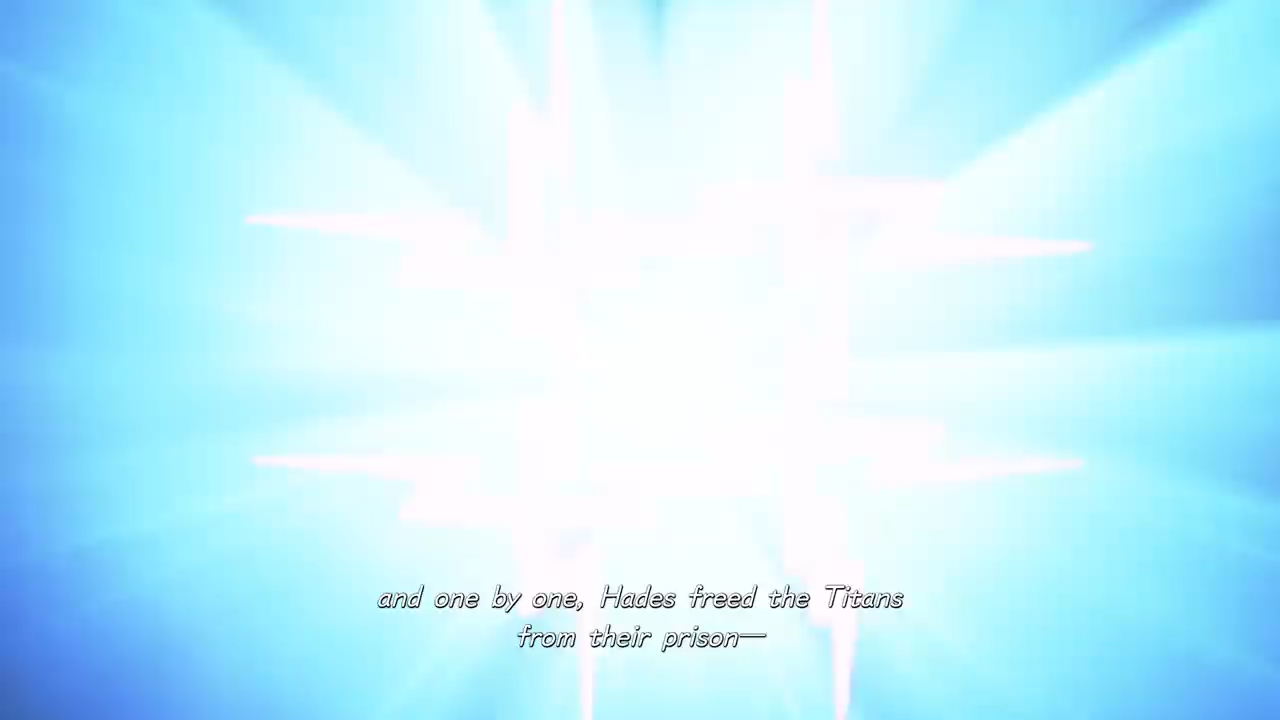 and one by one, Hades freed the Titans
from their prison—